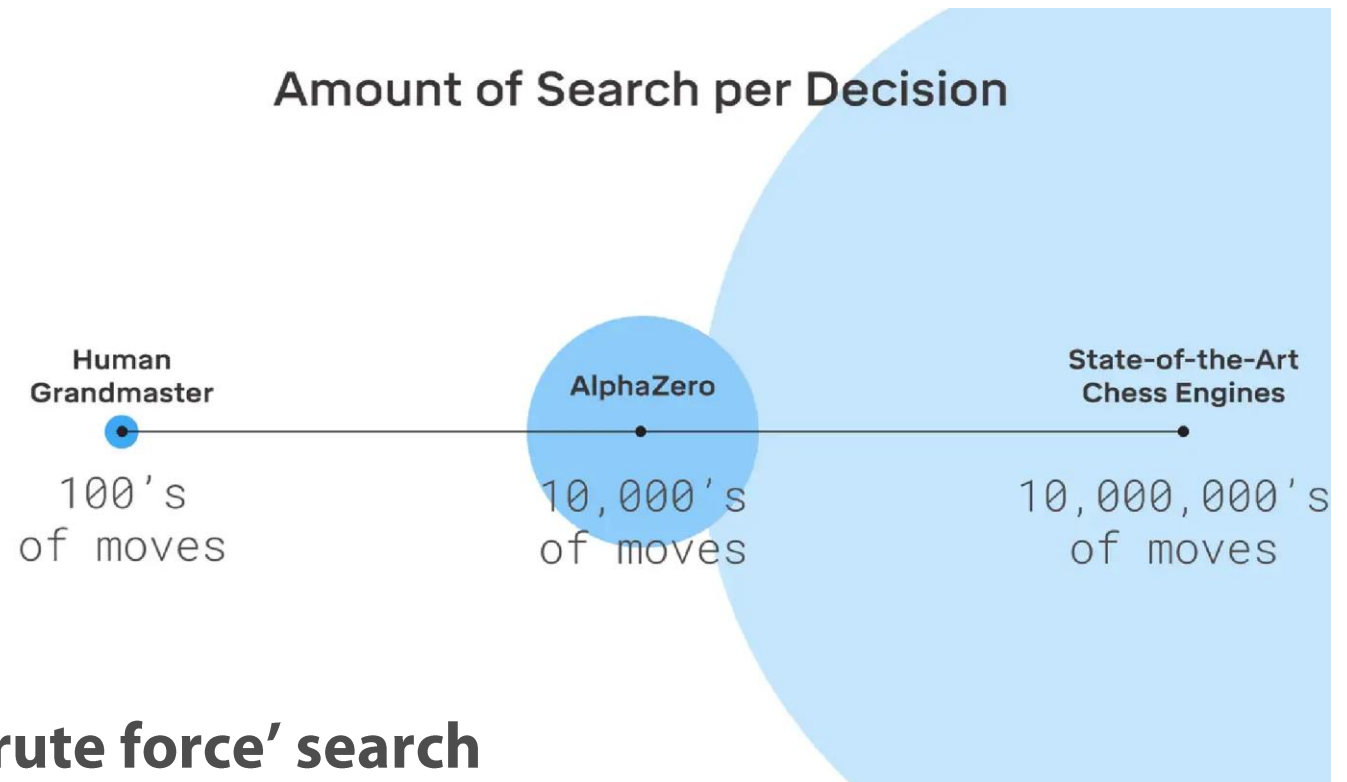 Amount of Search per Decision
Human
Grandmaster
AlphaZero
State-of-the-Art
Chess Engines
100's
of moves
10,000's
of moves
10,000,000's
of moves
rute force’ search